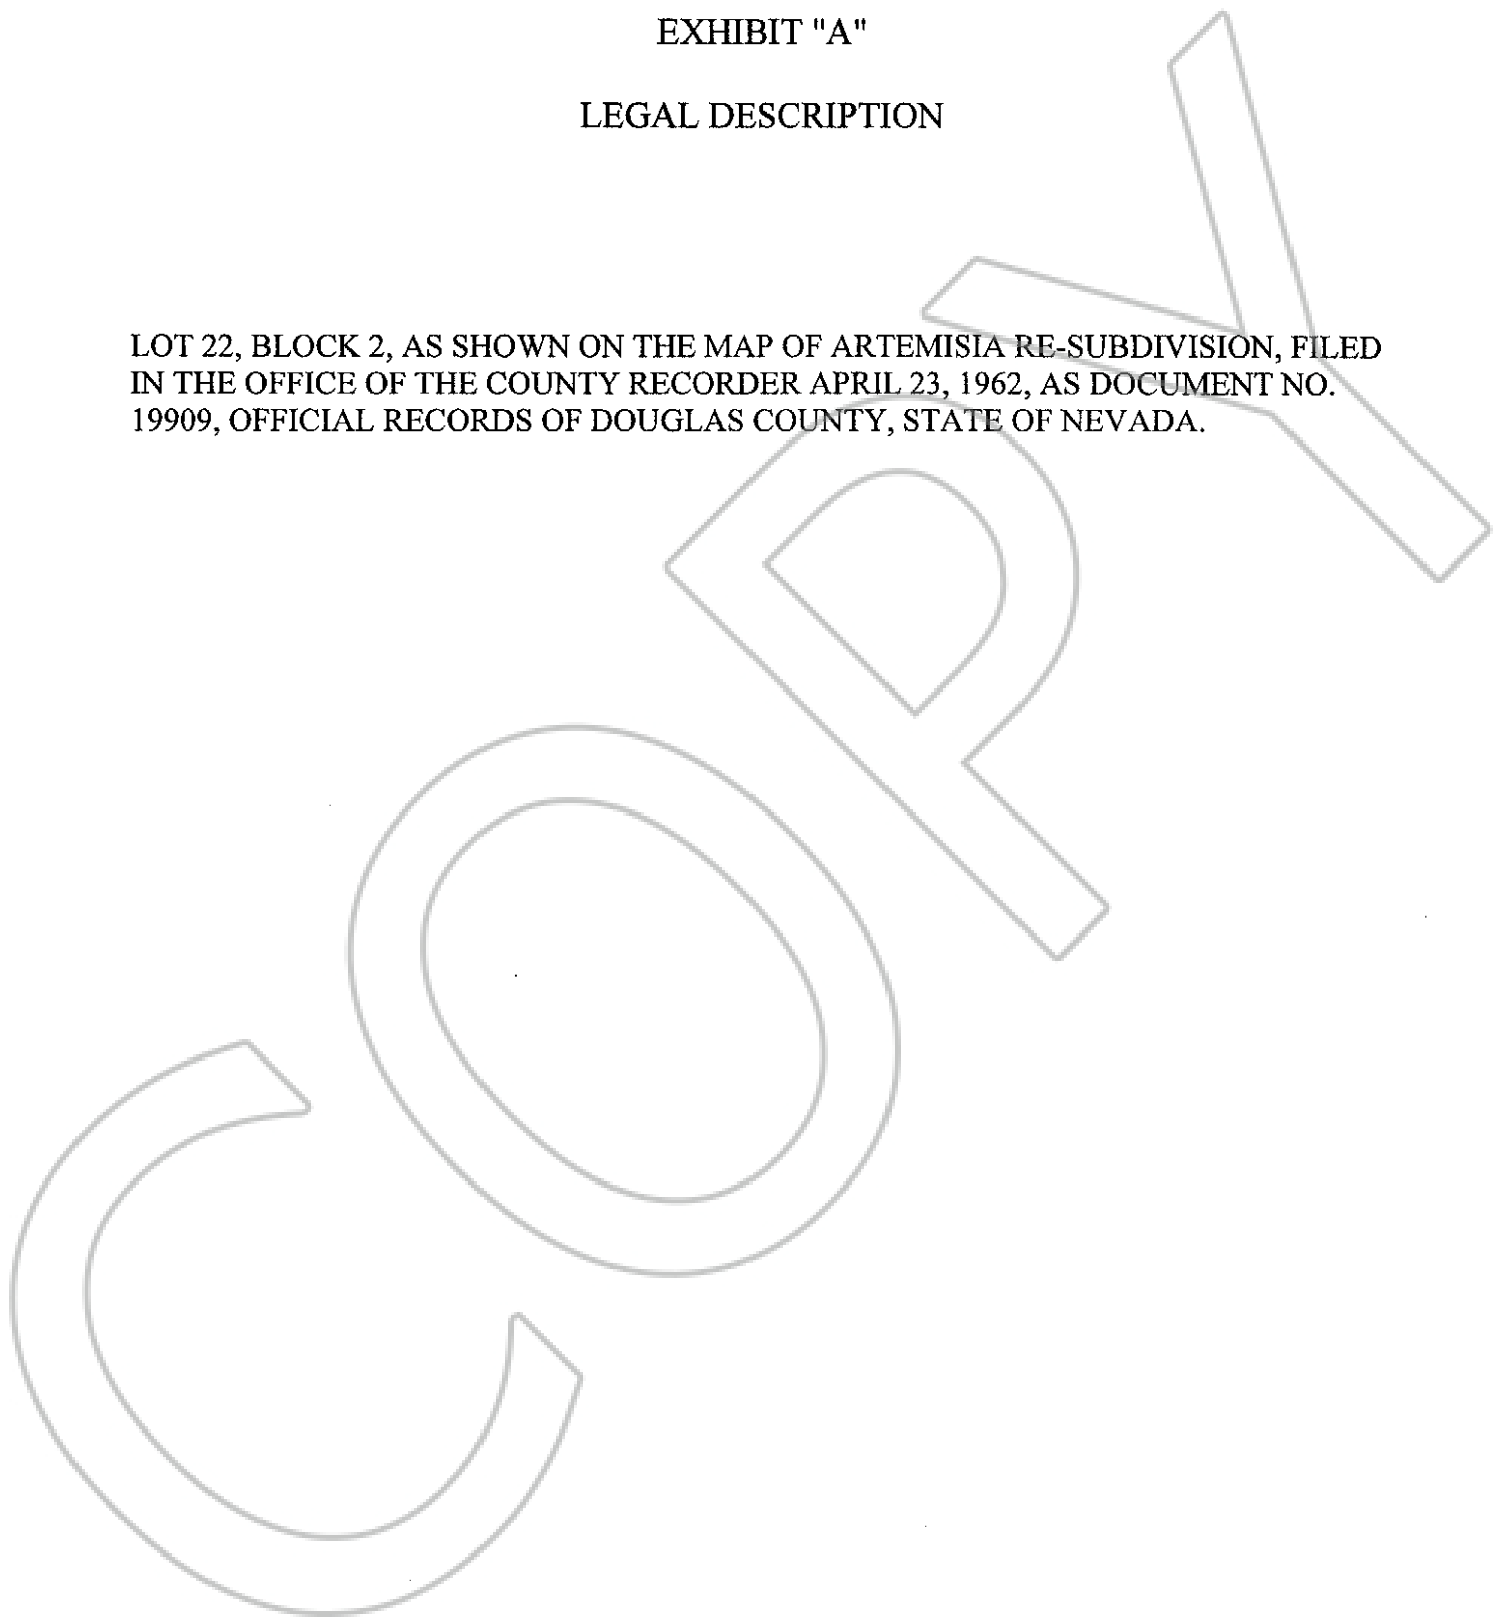 EXHIBIT "A"
LEGAL DESCRIPTION
LOT 22, BLOCK 2, AS SHOWN ON THE MAP OF ARTEMISIA RE-SUBDIVISION, FILED
IN THE OFFICE OF THE COUNTY RECORDER APRIL 23, 1962, AS DOCUMENT NO.
19909, OFFICIAL RECORDS OF DOUGLAS COUNTY, STATE OF NEVADA.
COPY